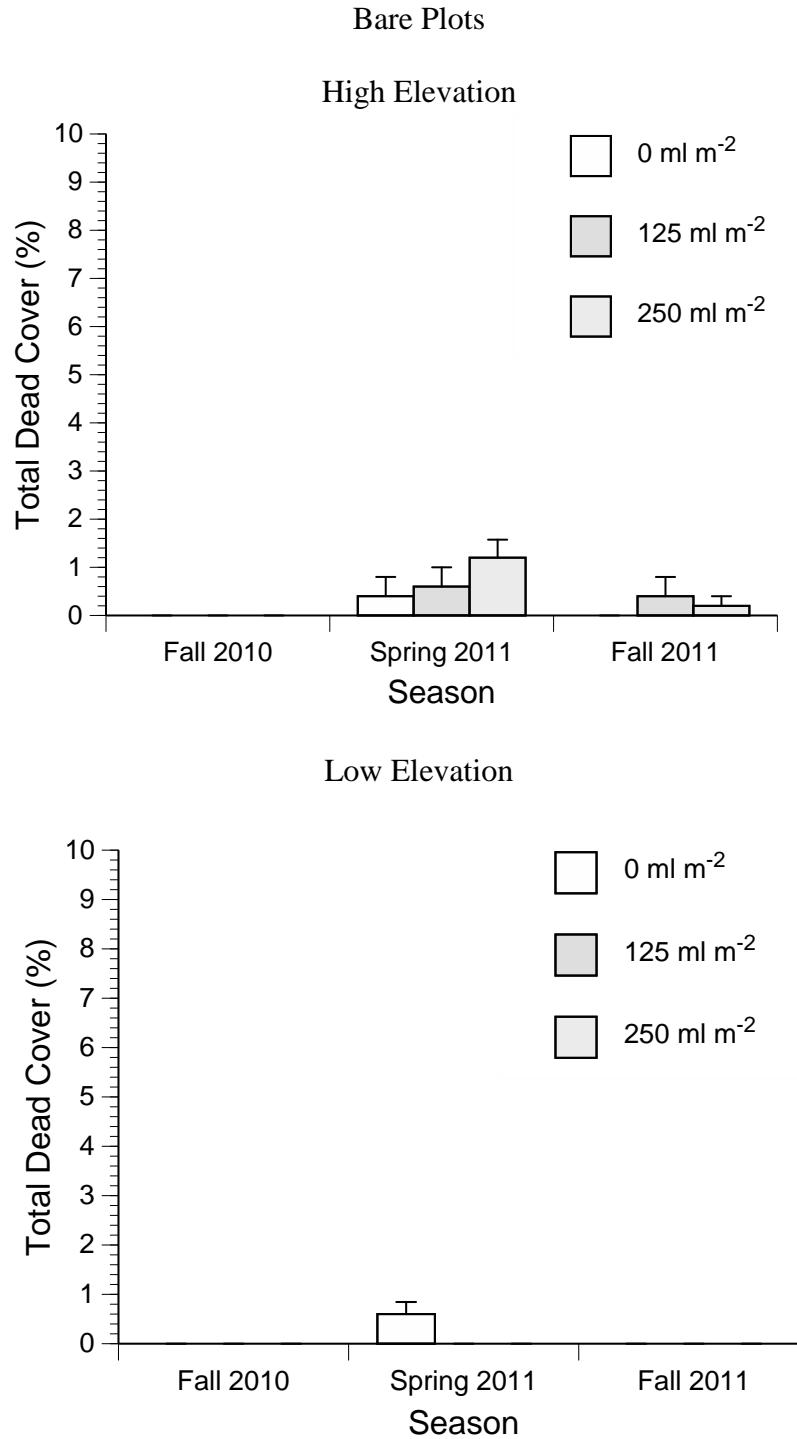 Bare Plots
High Elevation
10
9
8
7
6
5
4
3
2
1
0
Total Dead Cover (%)
0 ml m⁻²
125 ml m⁻²
250 ml m⁻²
Fall 2010 Spring 2011 Fall 2011
Season
Low Elevation
10
9
8
7
6
5
4
3
2
1
0
Total Dead Cover (%)
0 ml m⁻²
125 ml m⁻²
250 ml m⁻²
Fall 2010 Spring 2011 Fall 2011
Season